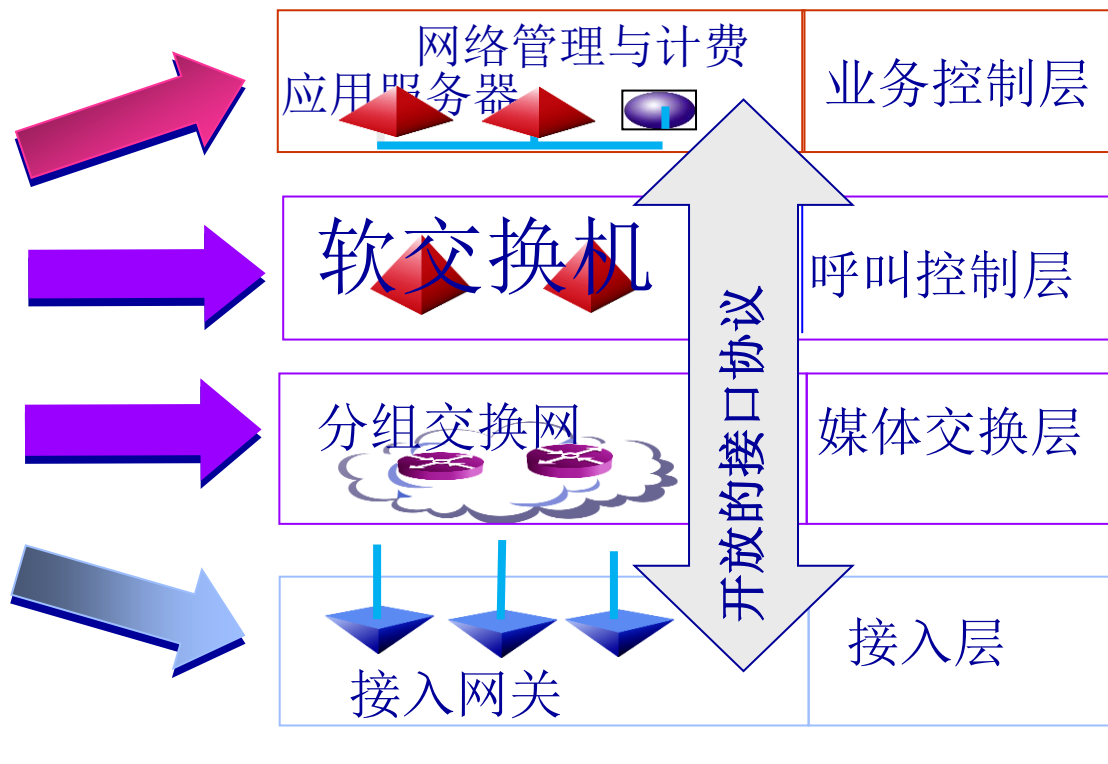 网络管理与计费
应用服务器
业务控制层
软交换机
呼叫控制层
分组交换网
媒体交换层
开放的接口协议
接入网关
接入层